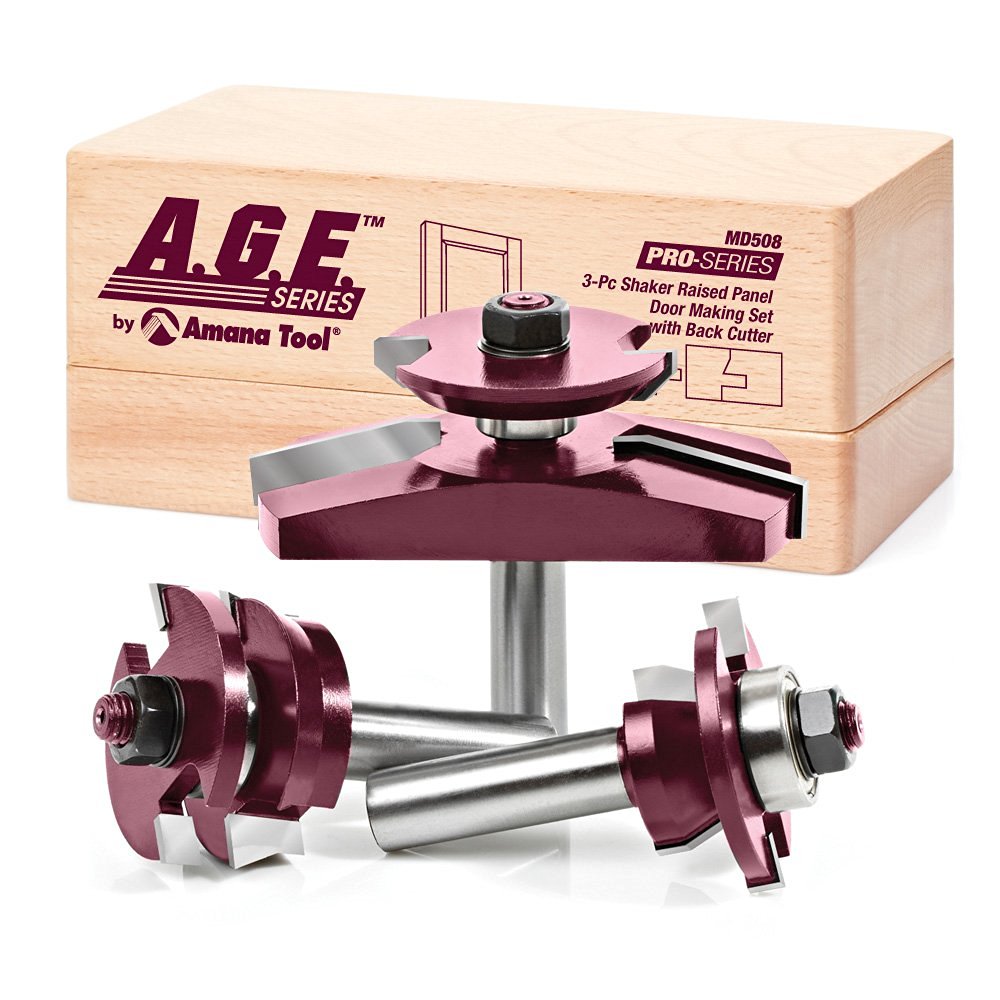 A.G.E.™
SERIES
by Amana Tool®
MD508
PRO-SERIES
3-Pc Shaker Raised Panel
Door Making Set
with Back Cutter